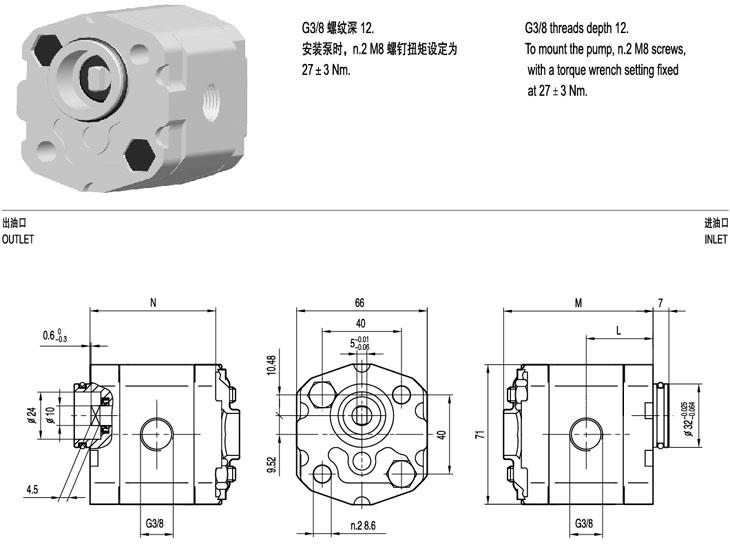 G3/8 螺纹深 12.
安装泵时，n.2 M8 螺钉扭矩设定为
27 ± 3 Nm.
G3/8 threads depth 12.
To mount the pump, n.2 M8 screws,
with a torque wrench setting fixed
at 27 ± 3 Nm.
出油口
OUTLET
进油口
INLET
N
0.6 0 -0.3
ø 24
ø 10
4.5
G3/8
66
40
5 -0.01 -0.06
10.48
9.52
40
n.2 8.6
M
7
L
71
ø 32 -0.025 -0.064
G3/8